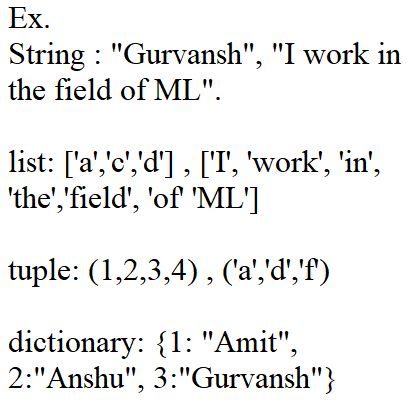 Ex.
String : "Gurvansh", "I work in
the field of ML".
list: ['a','c','d'] , ['I', 'work', 'in',
'the','field', 'of' 'ML']
tuple: (1,2,3,4) , ('a','d','f')
dictionary: {1: "Amit",
2:"Anshu", 3:"Gurvansh"}